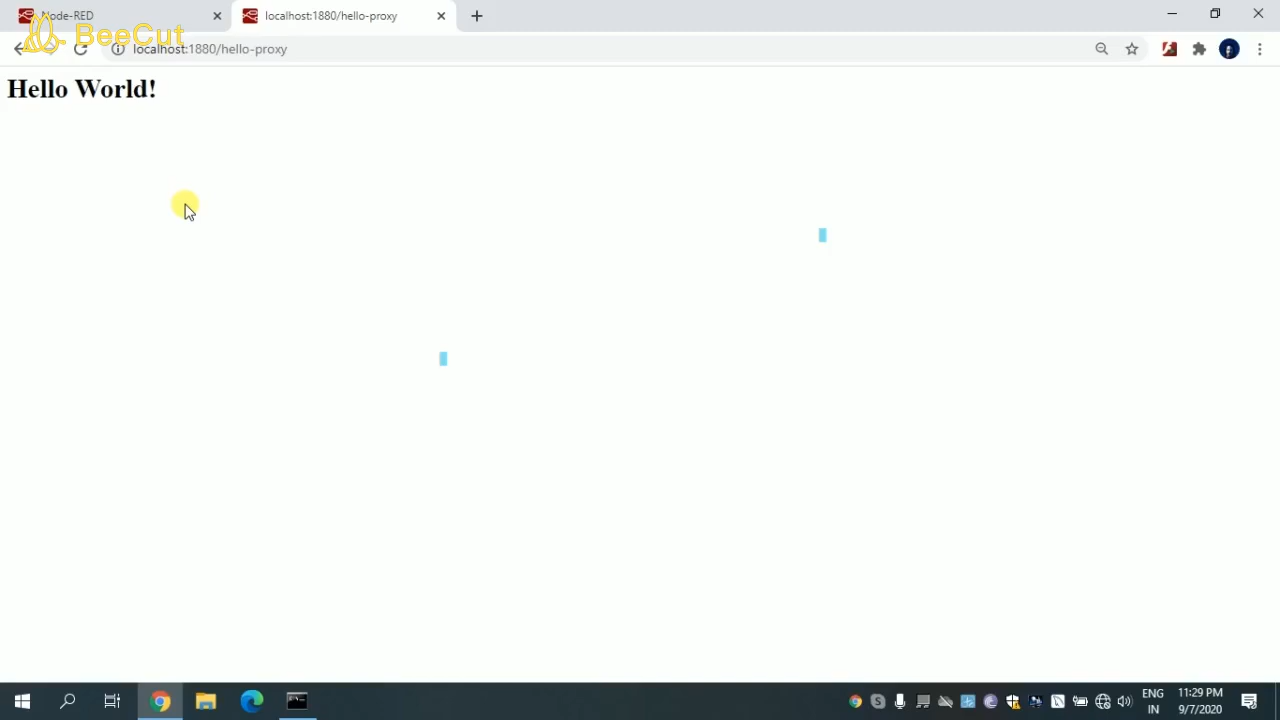 Node-RED
localhost:1880/hello-proxy
BeeCut
localhost:1880/hello-proxy
Hello World!
ENG
IN
11:29 PM
9/7/2020